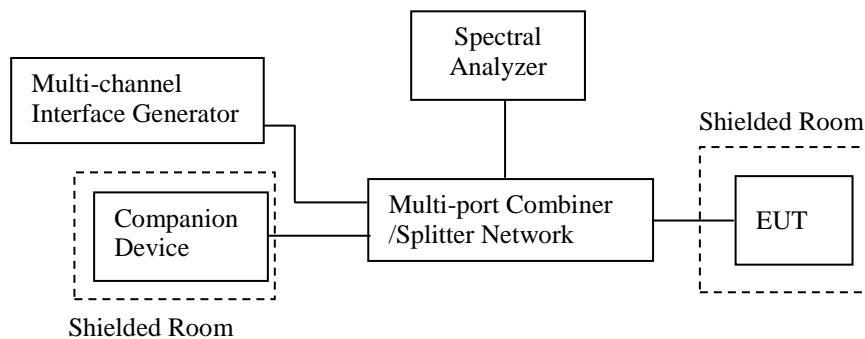 Spectral
Analyzer
Multi-channel
Interface Generator
Shielded Room
Companion
Device
Multi-port Combiner
/Splitter Network
EUT
Shielded Room